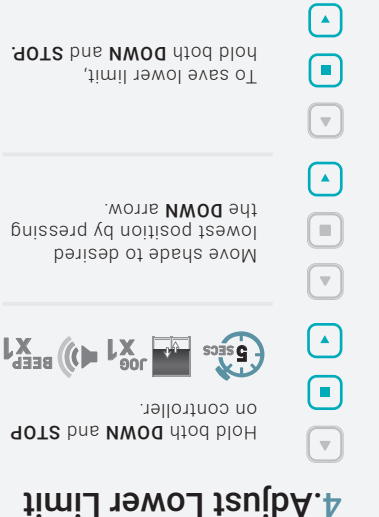 4.Adjust Lower Limit
Hold both DOWN and STOP
on controller.
5 SECS
JOG X1
BEEP X1
Move shade to desired
lowest position by pressing
the DOWN arrow.
To save lower limit,
hold both DOWN and STOP.